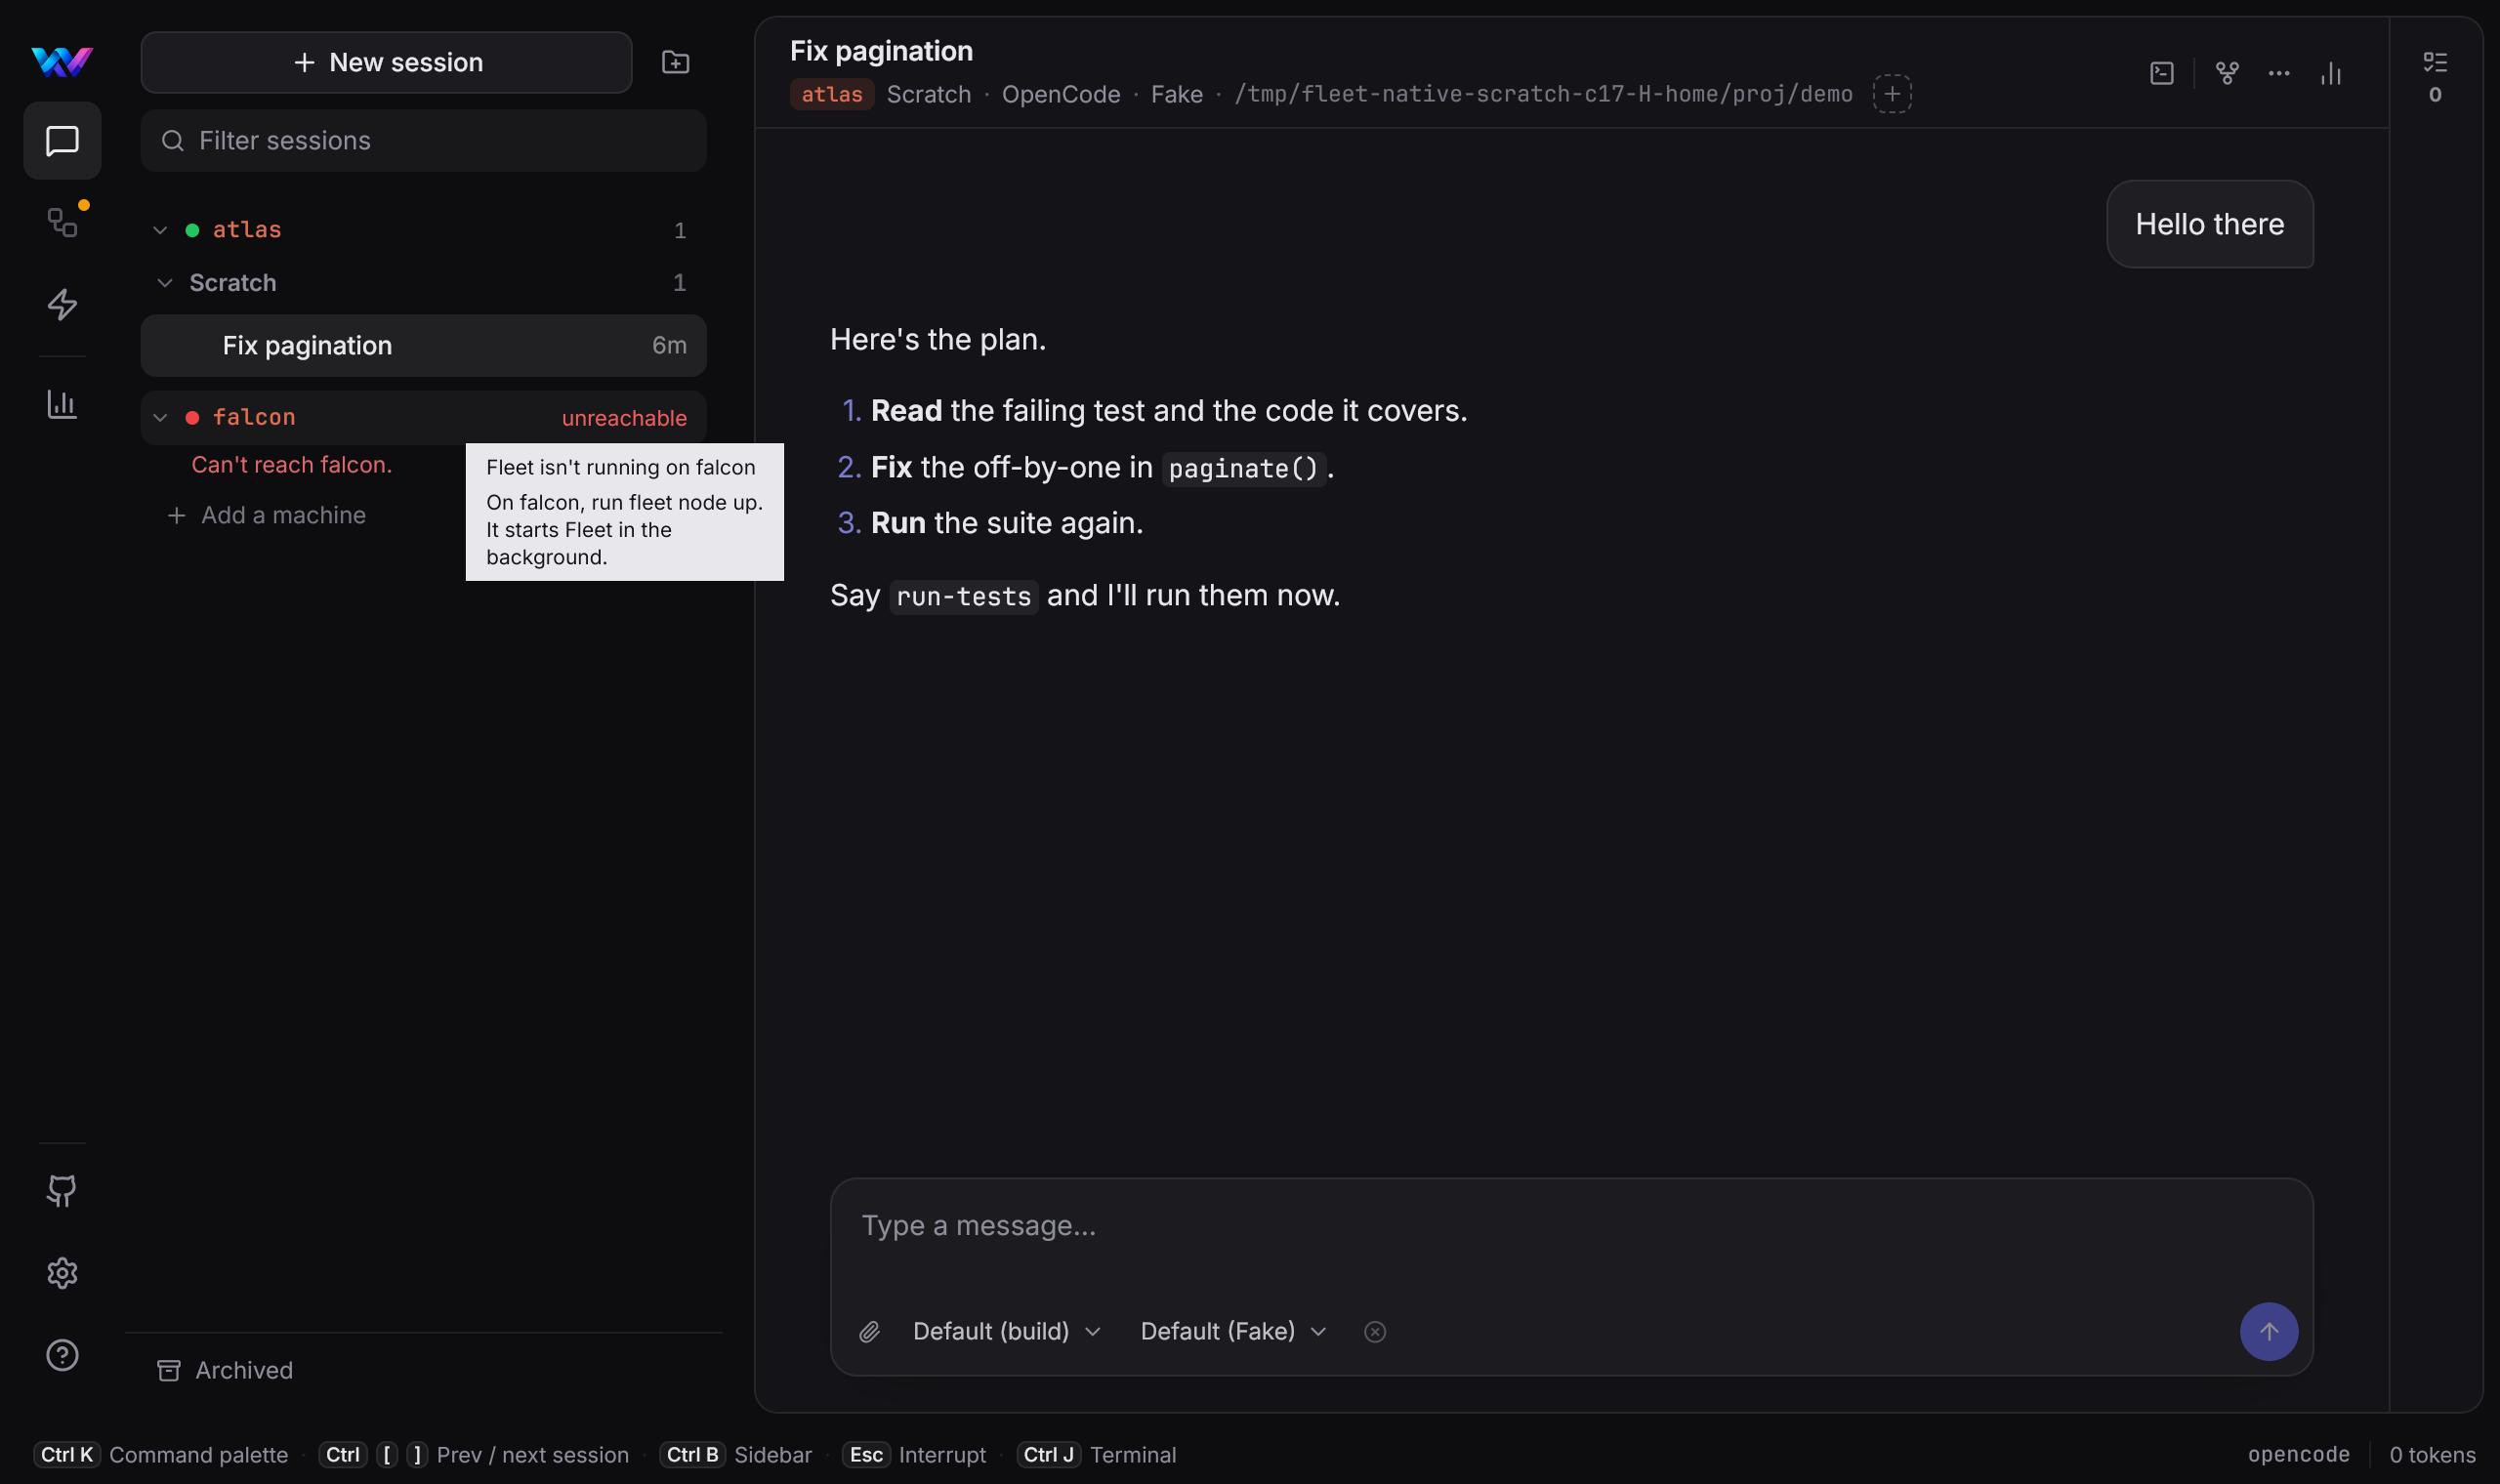 New session
Filter sessions
atlas 1
Scratch 1
Fix pagination 6m
falcon unreachable
Can't reach falcon.
Add a machine
Fleet isn't running on falcon
On falcon, run fleet node up.
It starts Fleet in the
background.
Archived
Fix pagination
atlas Scratch · OpenCode · Fake · /tmp/fleet-native-scratch-c17-H-home/proj/demo
0
Hello there
Here's the plan.
1. Read the failing test and the code it covers.
2. Fix the off-by-one in paginate().
3. Run the suite again.
Say run-tests and I'll run them now.
Type a message...
Default (build) Default (Fake)
Ctrl K Command palette · Ctrl [ ] Prev / next session · Ctrl B Sidebar · Esc Interrupt · Ctrl J Terminal opencode 0 tokens